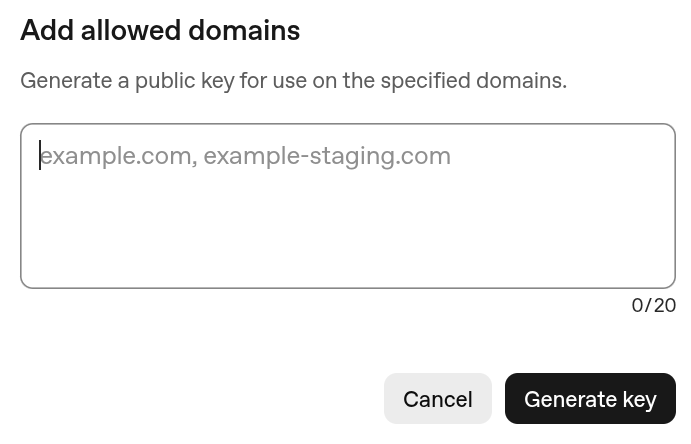 Add allowed domains
Generate a public key for use on the specified domains.
example.com, example-staging.com
0/20
Cancel
Generate key